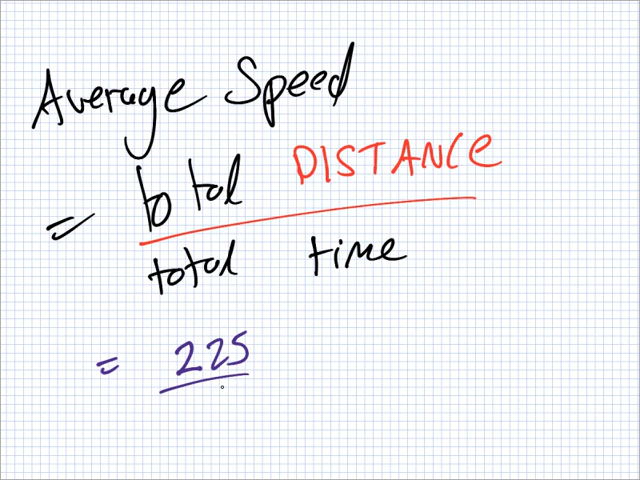 Average Speed
= total DISTANCE
total time
= 225